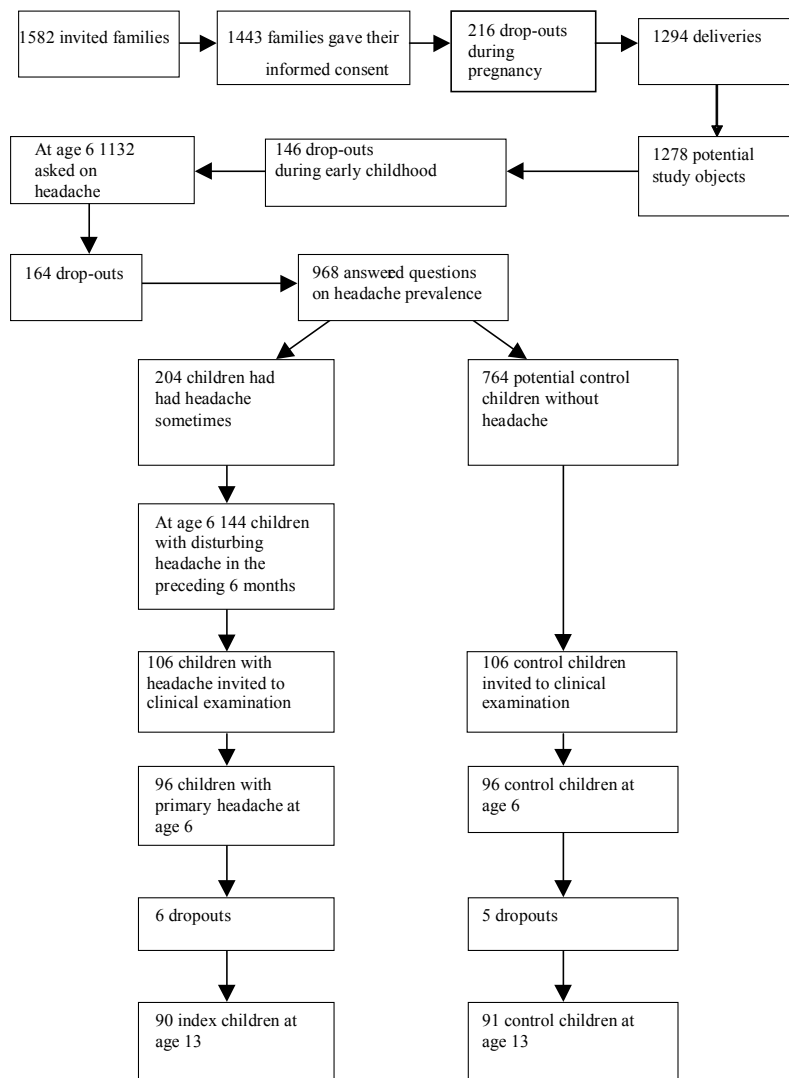 1582 invited families
1443 families gave their
informed consent
216 drop-outs
during
pregnancy
1294 deliveries
1278 potential
study objects
146 drop-outs
during early childhood
At age 6 1132
asked on
headache
164 drop-outs
968 answered questions
on headache prevalence
204 children had
had headache
sometimes
764 potential control
children without
headache
At age 6 144 children
with disturbing
headache in the
preceding 6 months
106 children with
headache invited to
clinical examination
106 control children
invited to clinical
examination
96 children with
primary headache at
age 6
96 control children at
age 6
6 dropouts
5 dropouts
90 index children at
age 13
91 control children at
age 13